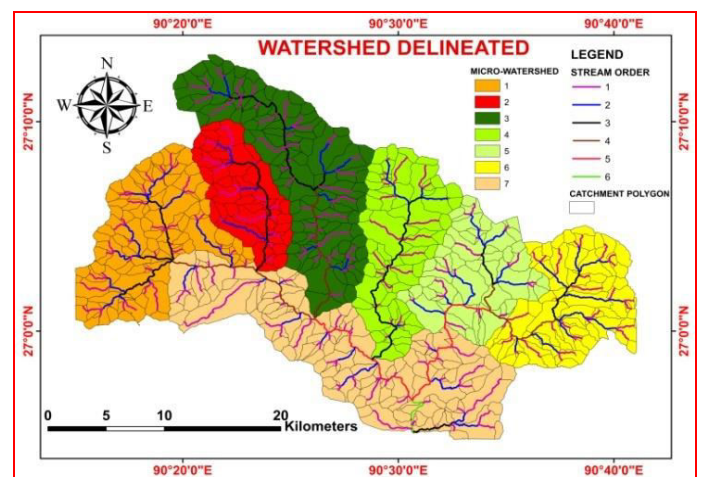 90°20'0"E 90°30'0"E 90°40'0"E
WATERSHED DELINEATED
N
W E
S
27°10'0"N
27°0'0"N
LEGEND
MICRO-WATERSHED
1
2
3
4
5
6
7
STREAM ORDER
1
2
3
4
5
6
CATCHMENT POLYGON
27°10'0"N
27°0'0"N
0 5 10 20
Kilometers
90°20'0"E 90°30'0"E 90°40'0"E